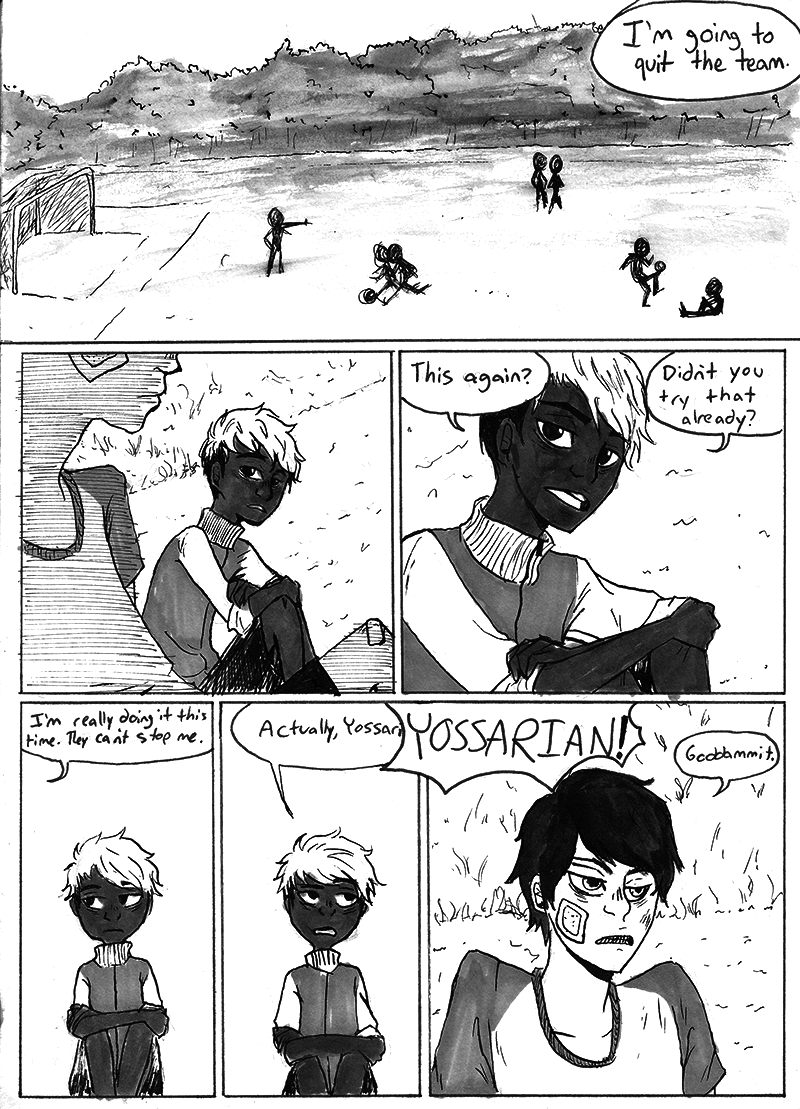 I'm going to
quit the team.
This again?
Didn't you
try that
already?
I'm really doing it this
time. They can't stop me.
Actually, Yossari
YOSSARIAN!
Goddammit.